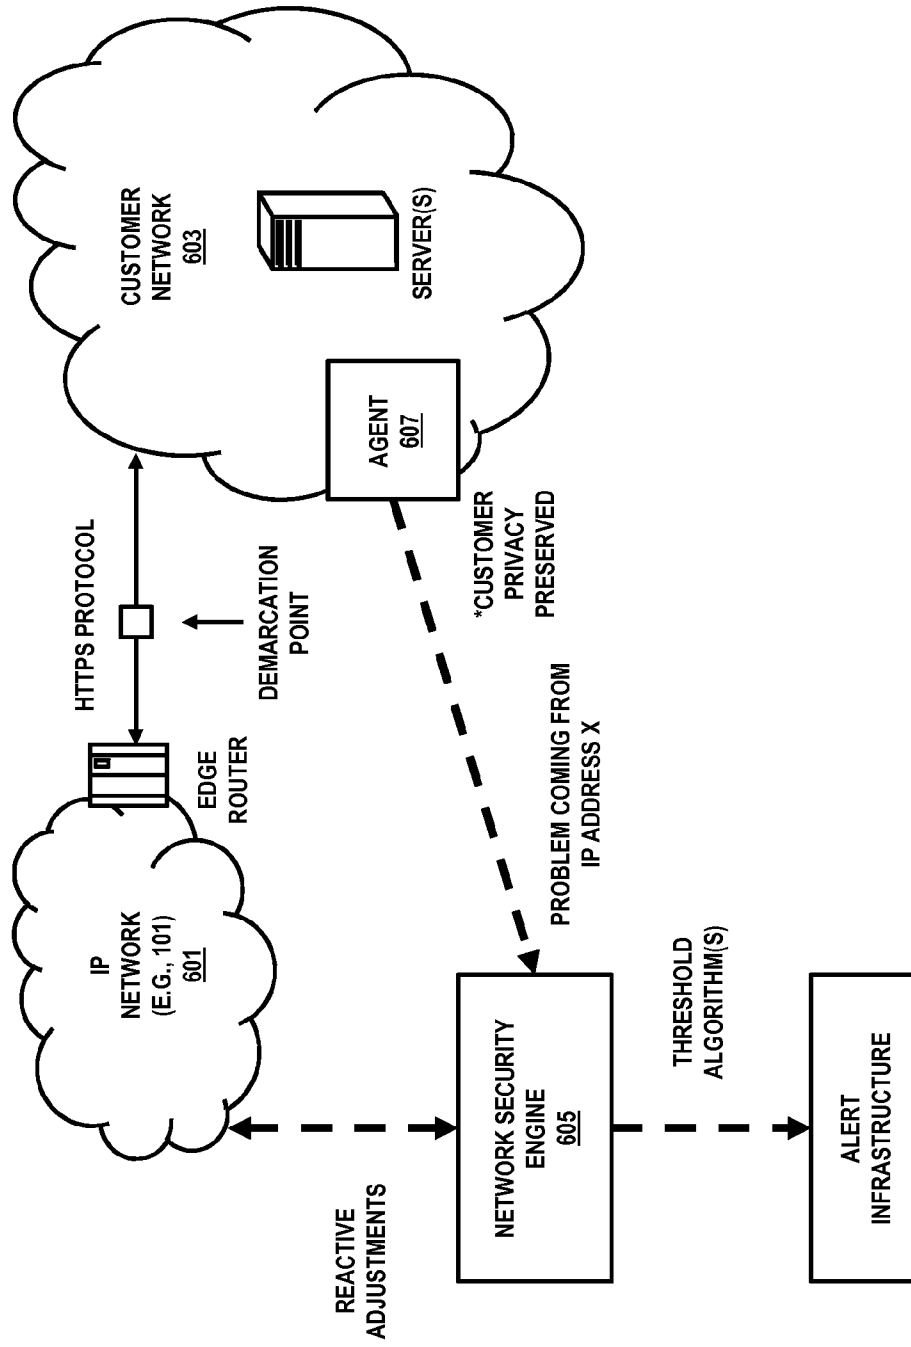 IP
NETWORK
(E.G., 101)
601
EDGE
ROUTER
HTTPS PROTOCOL
DEMARCATION
POINT
CUSTOMER
NETWORK
603
SERVER(S)
AGENT
607
*CUSTOMER
PRIVACY
PRESERVED
PROBLEM COMING FROM
IP ADDRESS X
REACTIVE
ADJUSTMENTS
NETWORK SECURITY
ENGINE
605
THRESHOLD
ALGORITHM(S)
ALERT
INFRASTRUCTURE